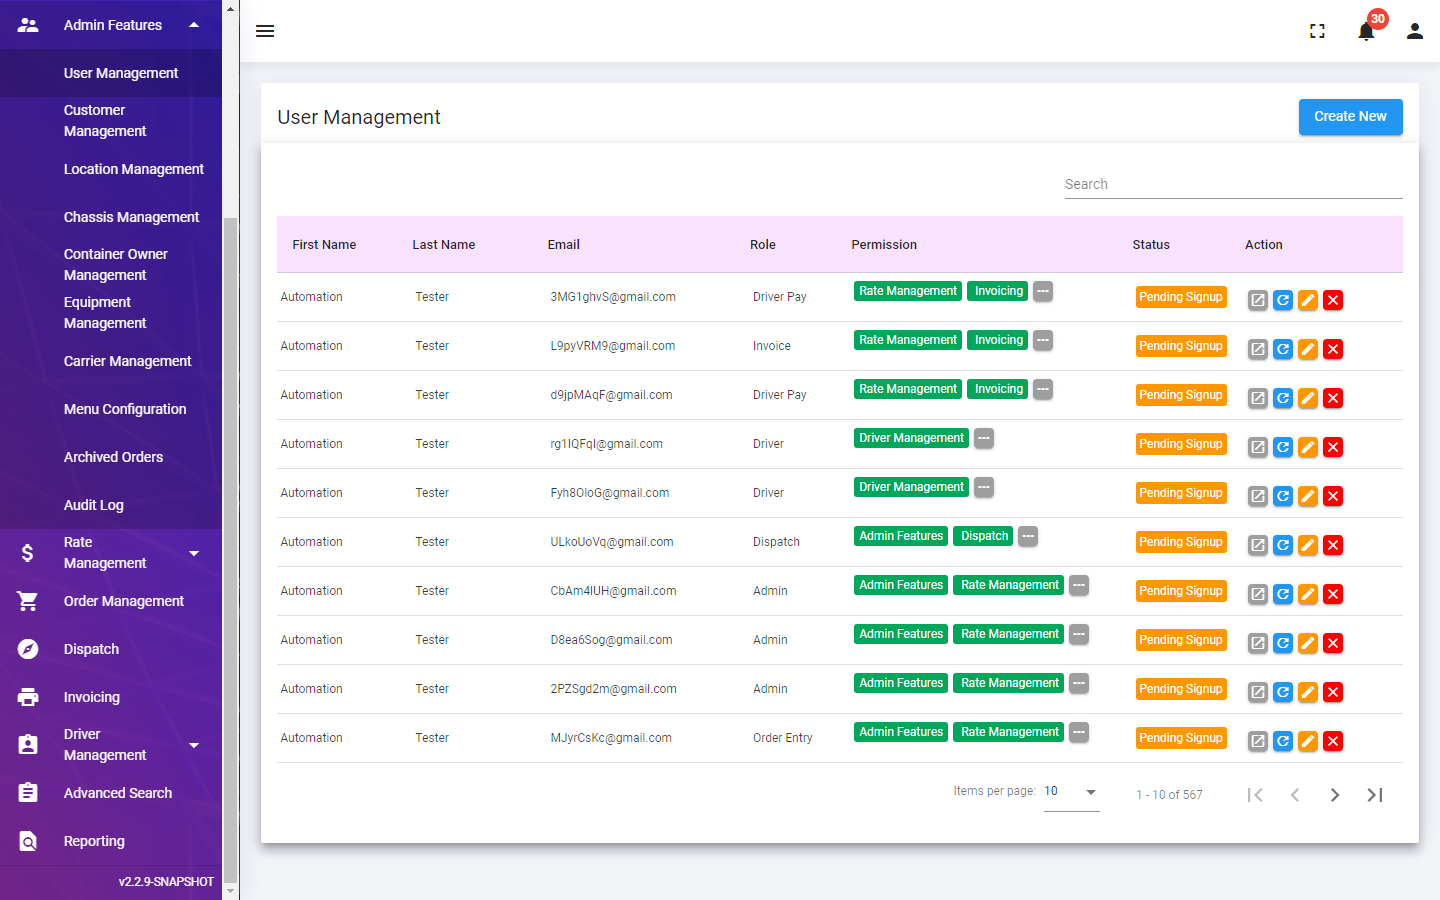 Admin Features
User Management
Customer
Management
Location Management
Chassis Management
Container Owner
Management
Equipment
Management
Carrier Management
Menu Configuration
Archived Orders
Audit Log
Rate
Management
Order Management
Dispatch
Invoicing
Driver
Management
Advanced Search
Reporting
v2.2.9-SNAPSHOT
30
User Management
Create New
Search
First Name Last Name Email Role Permission Status Action
Automation Tester 3MG1ghvS@gmail.com Driver Pay Rate Management Invoicing --- Pending Signup
Automation Tester L9pyVRM9@gmail.com Invoice Rate Management Invoicing --- Pending Signup
Automation Tester d9jpMAqF@gmail.com Driver Pay Rate Management Invoicing --- Pending Signup
Automation Tester rg1IQFqI@gmail.com Driver Driver Management --- Pending Signup
Automation Tester Fyh8OloG@gmail.com Driver Driver Management --- Pending Signup
Automation Tester ULkoUoVq@gmail.com Dispatch Admin Features Dispatch --- Pending Signup
Automation Tester CbAm4lUH@gmail.com Admin Admin Features Rate Management --- Pending Signup
Automation Tester D8ea6Sog@gmail.com Admin Admin Features Rate Management --- Pending Signup
Automation Tester 2PZSgd2m@gmail.com Admin Admin Features Rate Management --- Pending Signup
Automation Tester MJyrCsKc@gmail.com Order Entry Admin Features Rate Management --- Pending Signup
Items per page: 10 1 - 10 of 567